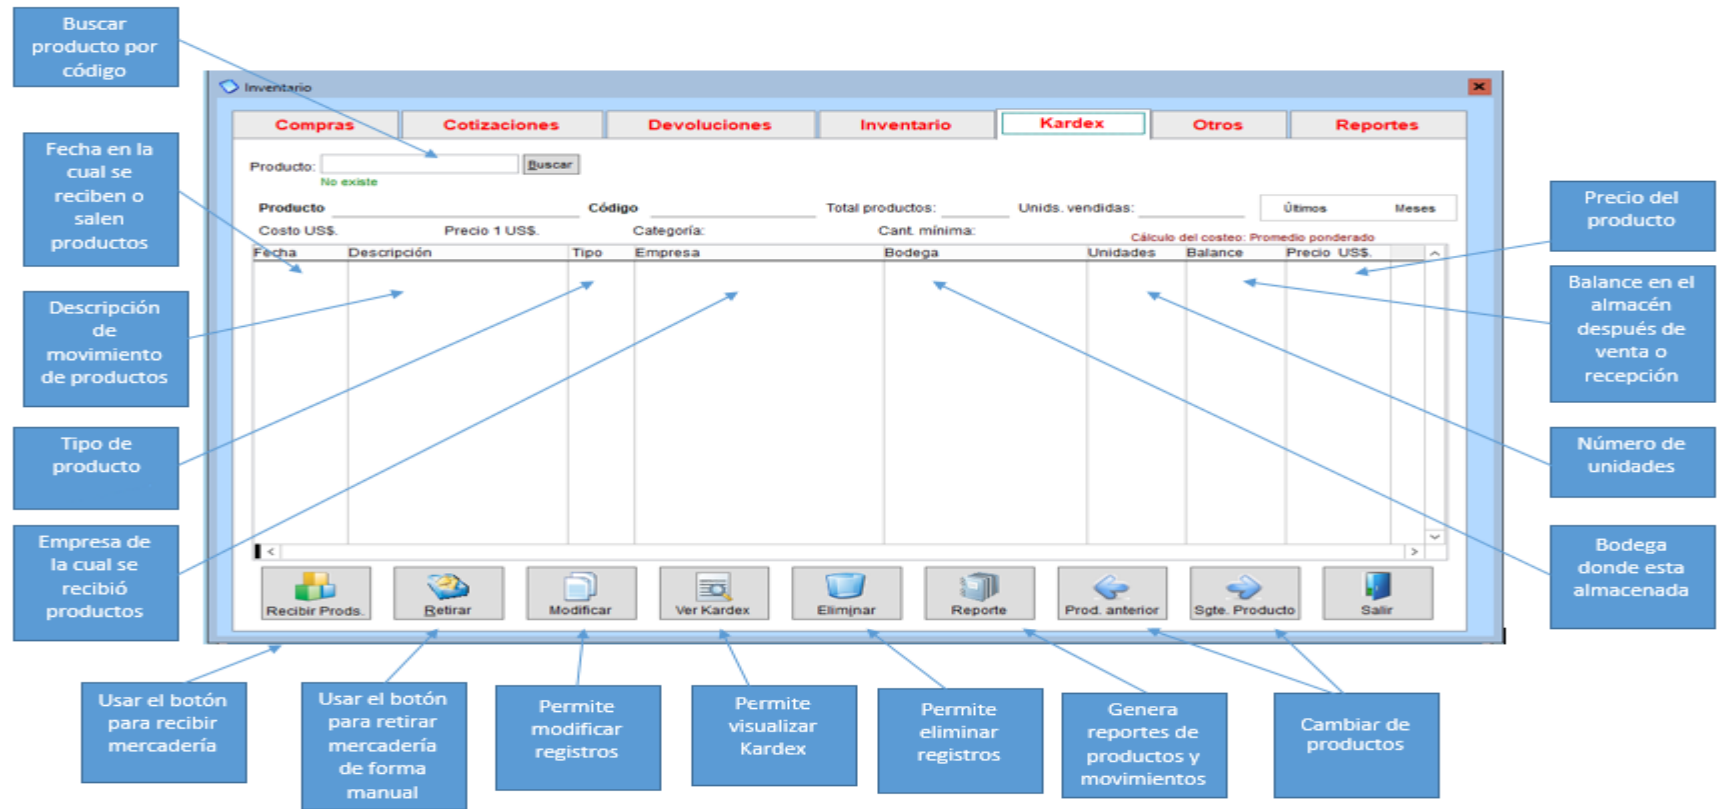 Buscar
producto por
código
Inventario
Compras Cotizaciones Devoluciones Inventario Kardex Otros Reportes
Producto: Buscar
No existe
Producto Código Total productos: Unids. vendidas: Últimos Meses
Costo US$. Precio 1 US$. Categoría: Cant. mínima:
Cálculo del costeo: Promedio ponderado
Fecha Descripción Tipo Empresa Bodega Unidades Balance Precio US$.
Recibir Prods. Retirar Modificar Ver Kardex Eliminar Reporte Prod. anterior Sgte. Producto Salir
Fecha en la
cual se
reciben o
salen
productos
Descripción
de
movimiento
de productos
Tipo de
producto
Empresa de
la cual se
recibió
productos
Precio del
producto
Balance en el
almacén
después de
venta o
recepción
Número de
unidades
Bodega
donde esta
almacenada
Usar el botón
para recibir
mercadería
Usar el botón
para retirar
mercadería
de forma
manual
Permite
modificar
registros
Permite
visualizar
Kardex
Permite
eliminar
registros
Genera
reportes de
productos y
movimientos
Cambiar de
productos